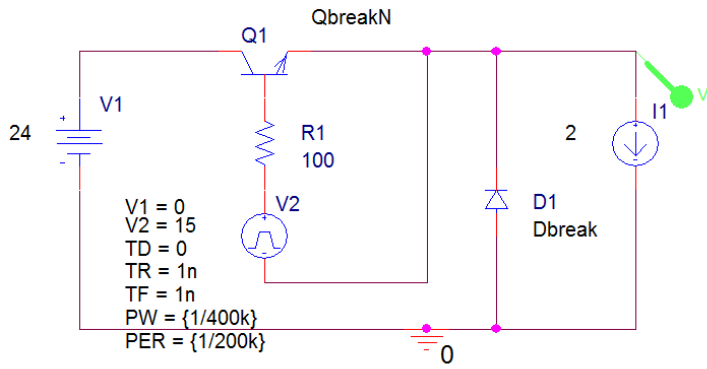 QbreakN
Q1
V1
24
R1
100
V2
V1 = 0
V2 = 15
TD = 0
TR = 1n
TF = 1n
PW = {1/400k}
PER = {1/200k}
D1
Dbreak
I1
2
V
0